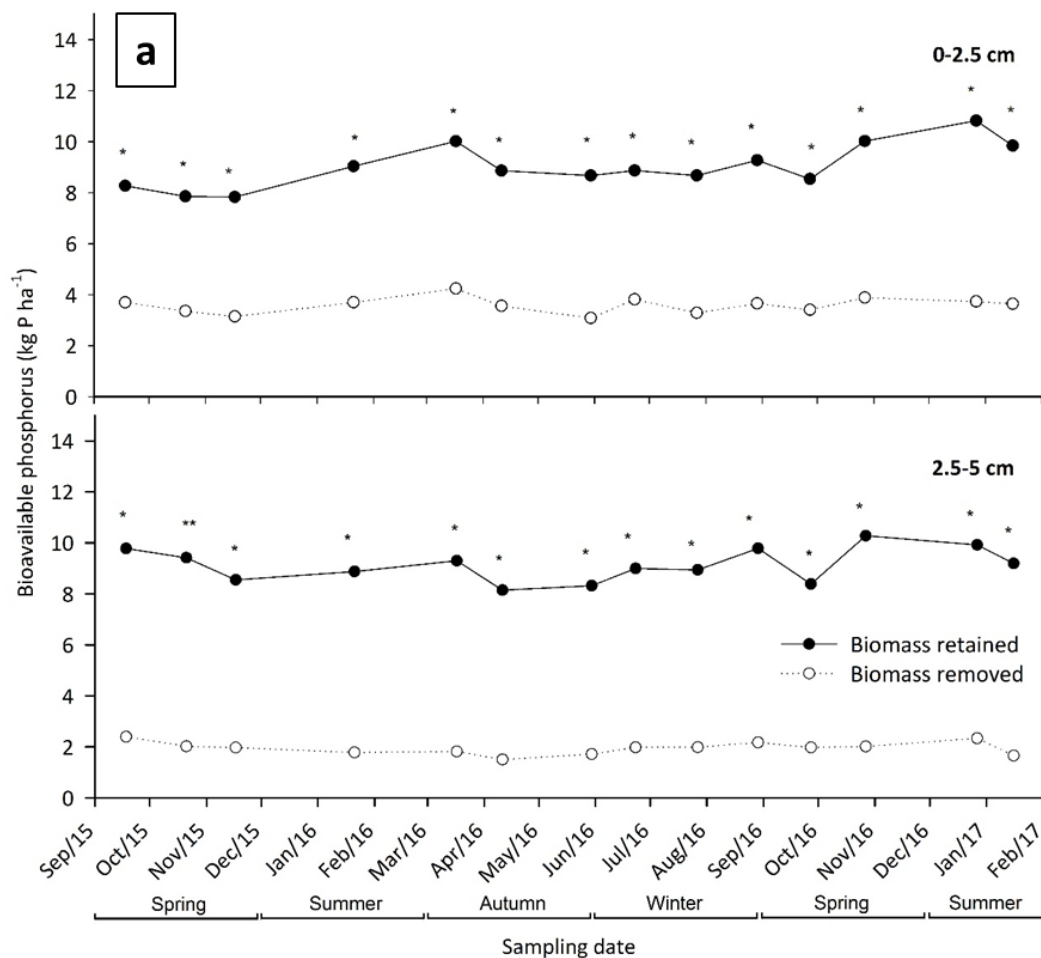 a
0-2.5 cm
14
12
10
8
6
4
2
0
* * * * * * * * * * * * * *
Bioavailable phosphorus (kg P ha⁻¹)
2.5-5 cm
14
12
10
8
6
4
2
0
* ** * * * * * * * * * * * *
Biomass retained
Biomass removed
Sep/15 Oct/15 Nov/15 Dec/15 Jan/16 Feb/16 Mar/16 Apr/16 May/16 Jun/16 Jul/16 Aug/16 Sep/16 Oct/16 Nov/16 Dec/16 Jan/17 Feb/17
Spring Summer Autumn Winter Spring Summer
Sampling date